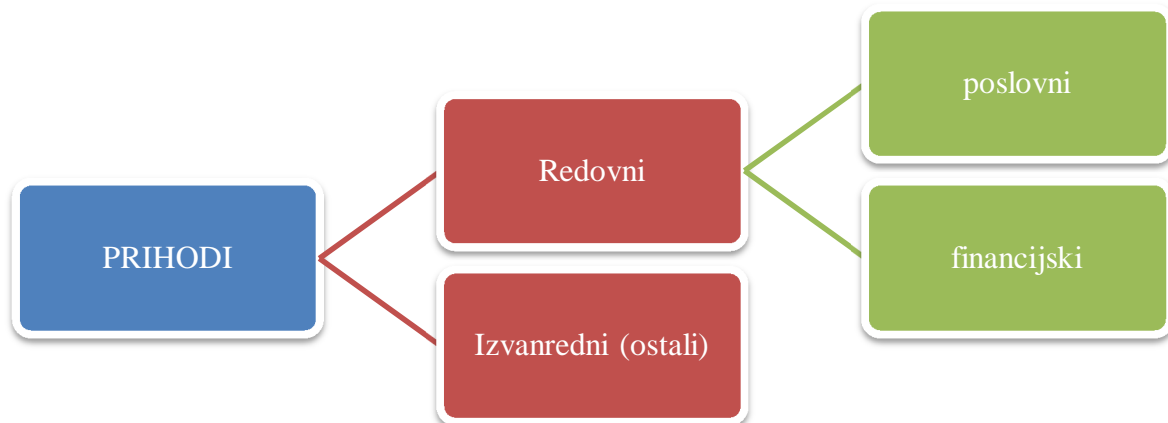 PRIHODI
Redovni
Izvanredni (ostali)
poslovni
financijski